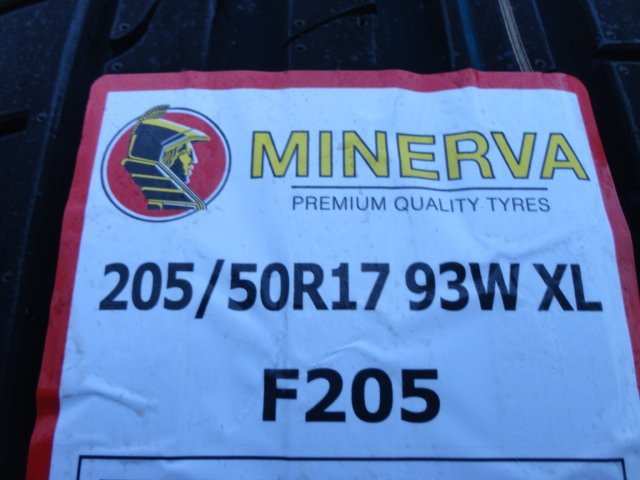 MINERVA
PREMIUM QUALITY TYRES
205/50R17 93W XL
F205